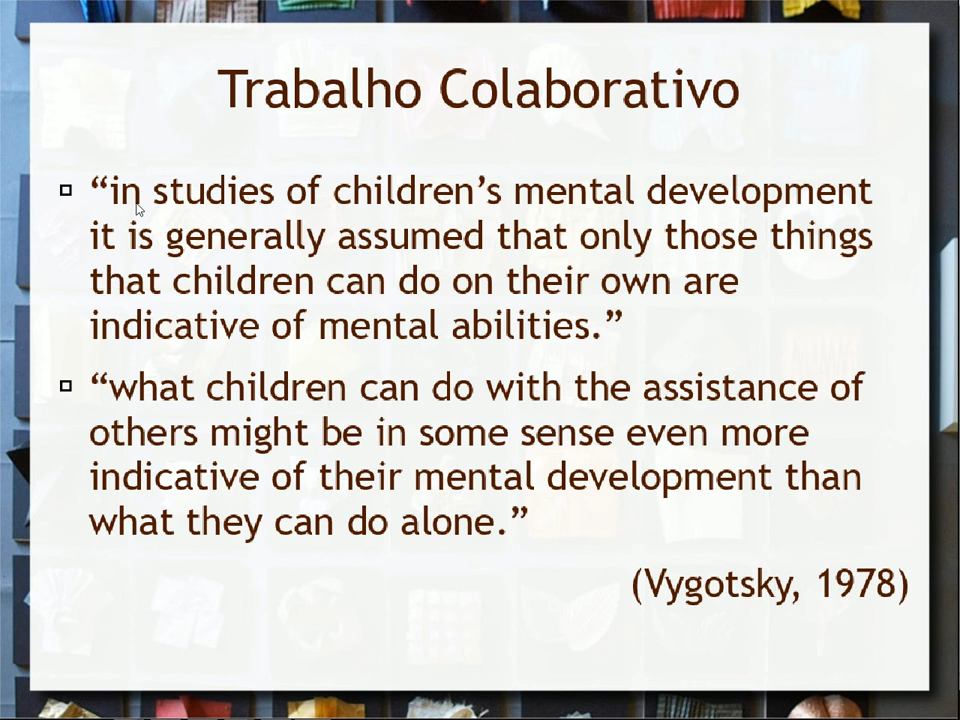 Trabalho Colaborativo
“in studies of children’s mental development
it is generally assumed that only those things
that children can do on their own are
indicative of mental abilities.”
“what children can do with the assistance of
others might be in some sense even more
indicative of their mental development than
what they can do alone.”
(Vygotsky, 1978)